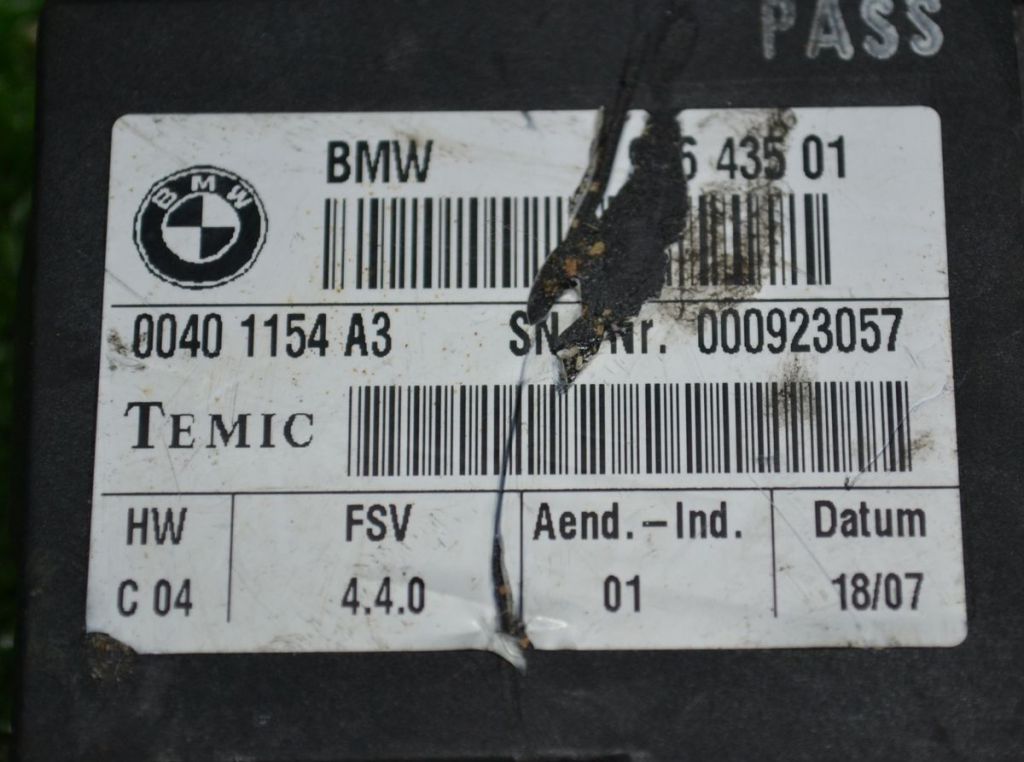 PASS
BMW 6 435 01
BMW
0040 1154 A3 SN Nr. 000923057
TEMIC
HW FSV Aend.-Ind. Datum
C 04 4.4.0 01 18/07